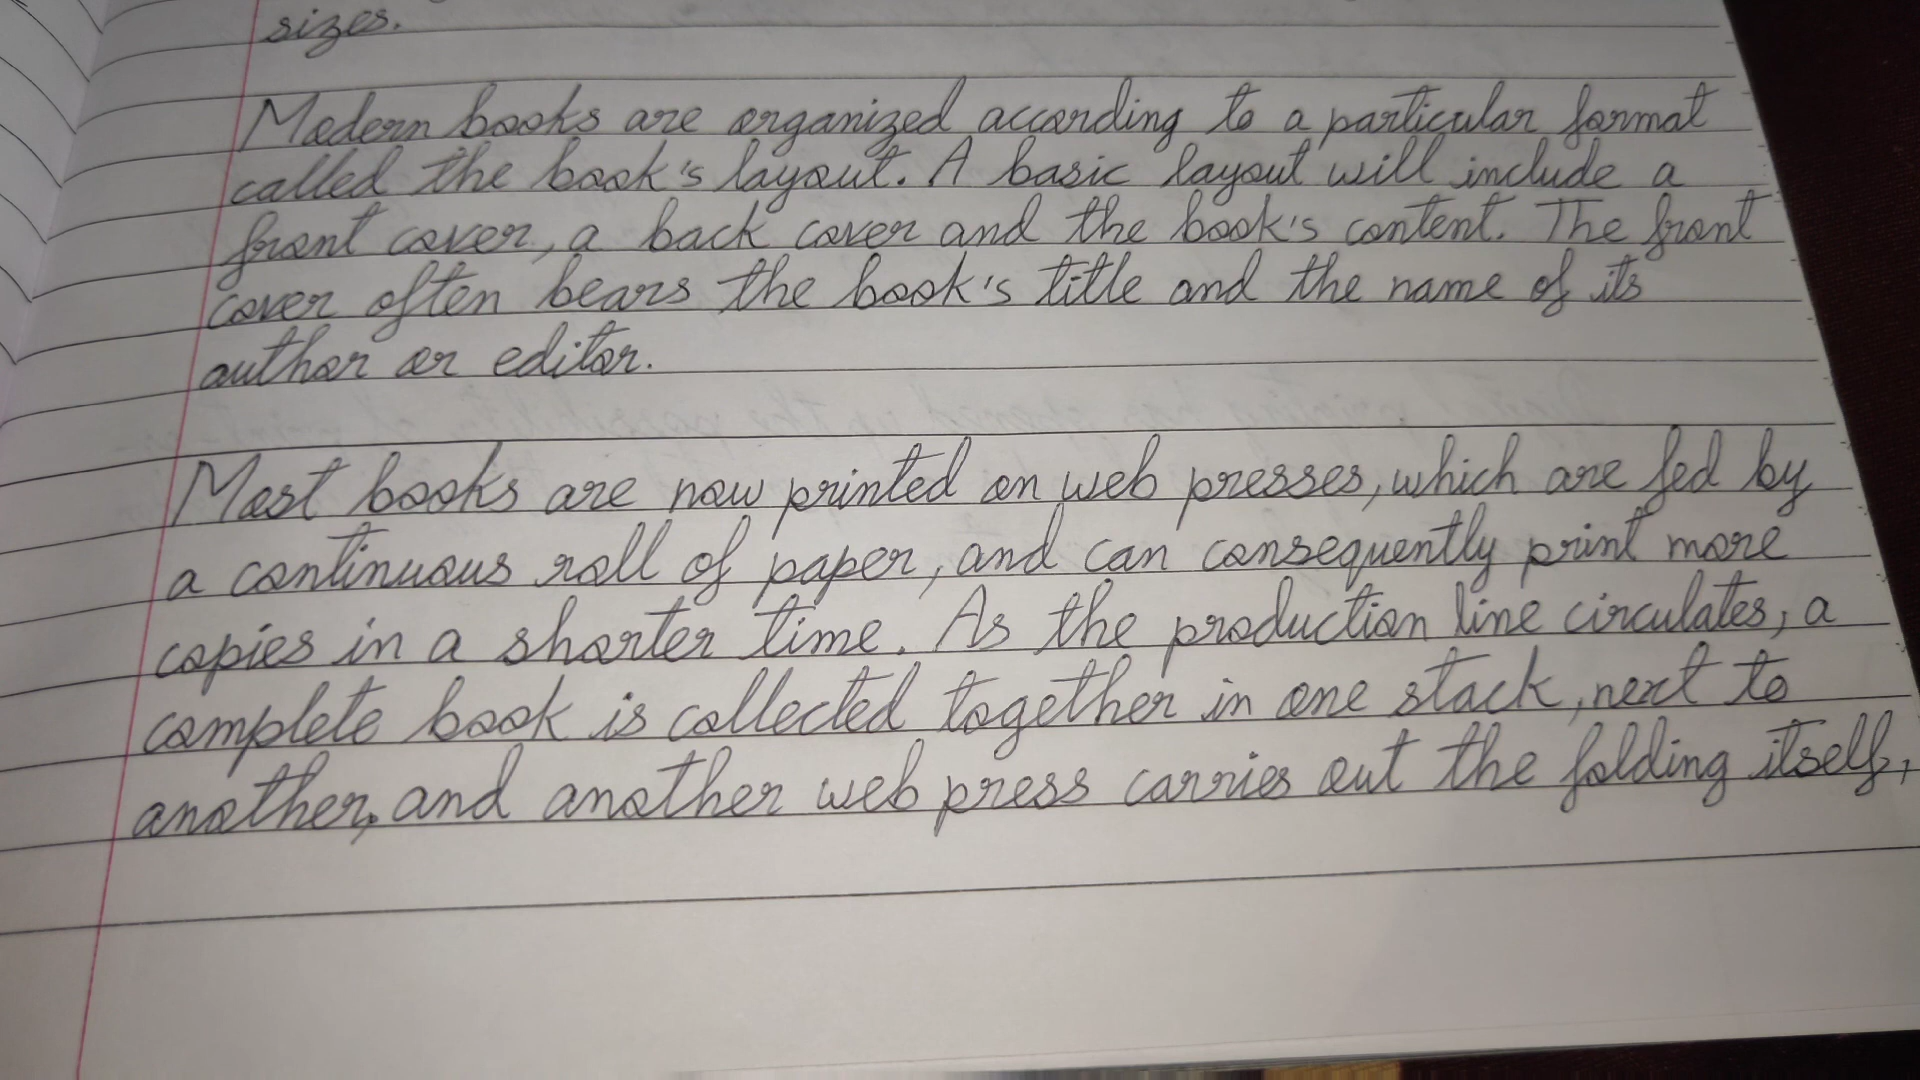 sizes.
Modern books are organized according to a particular format
called the book's layout. A basic layout will include a
front cover, a back cover and the book's content. The front
cover often bears the book's title and the name of its
author or editor.
Most books are now printed on web presses, which are fed by
a continuous roll of paper, and can consequently print more
copies in a shorter time. As the production line circulates, a
complete book is collected together in one stack, next to
another, and another web press carries out the folding itself,